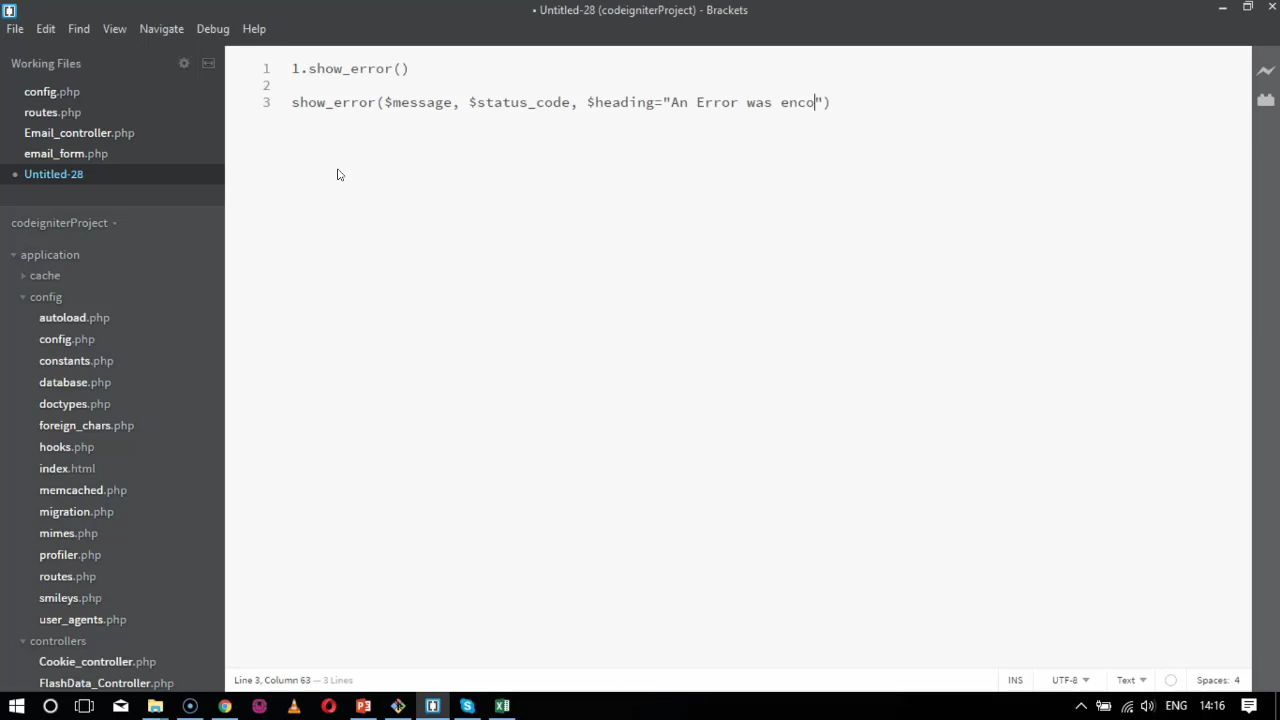 • Untitled-28 (codeigniterProject) - Brackets
File Edit Find View Navigate Debug Help
Working Files
config.php
routes.php
Email_controller.php
email_form.php
• Untitled-28
codeigniterProject
application
cache
config
autoload.php
config.php
constants.php
database.php
doctypes.php
foreign_chars.php
hooks.php
index.html
memcached.php
migration.php
mimes.php
profiler.php
routes.php
smileys.php
user_agents.php
controllers
Cookie_controller.php
FlashData_Controller.php
1 1.show_error()
2
3 show_error($message, $status_code, $heading="An Error was enco")
Line 3, Column 63 — 3 Lines
INS UTF-8 Text Spaces: 4
ENG 14:16